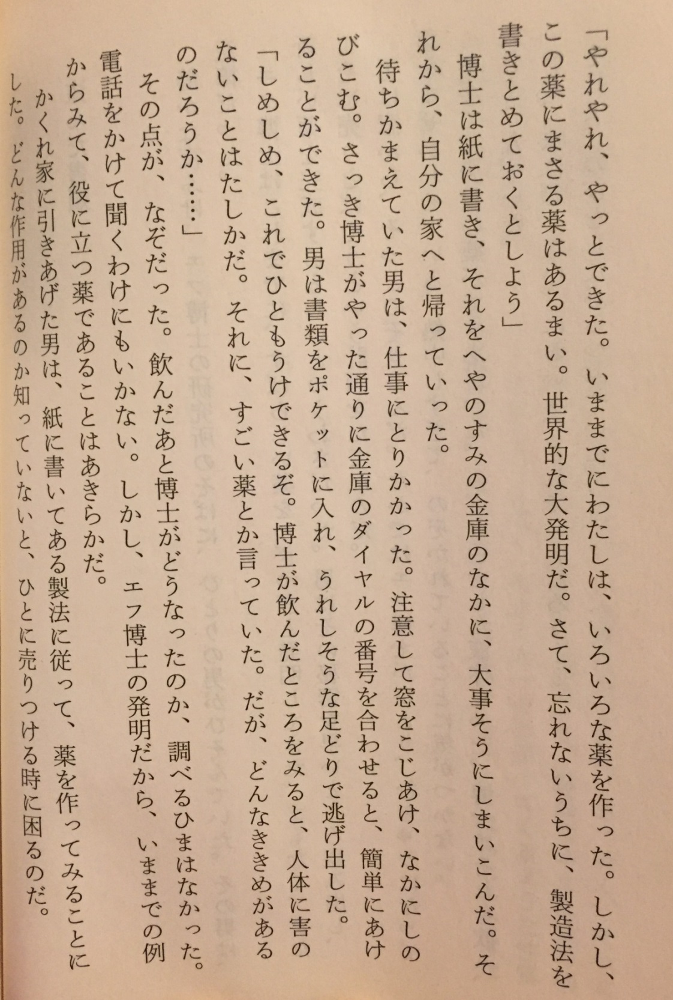 「やれやれ、やっとできた。いままでにわたしは、いろいろな薬を作った。しかし、
この薬にまさる薬はあるまい。世界的な大発明だ。さて、忘れないうちに、製造法を
書きとめておくとしよう」
博士は紙に書き、それをへやのすみの金庫のなかに、大事そうにしまいこんだ。そ
れから、自分の家へと帰っていった。
待ちかまえていた男は、仕事にとりかかった。注意して窓をこじあけ、なかにしの
びこむ。さっき博士がやった通りに金庫のダイヤルの番号を合わせると、簡単にあけ
ることができた。男は書類をポケットに入れ、うれしそうな足どりで逃げ出した。
「しめしめ、これでひともうけできるぞ。博士が飲んだところをみると、人体に害の
ないことはたしかだ。それに、すごい薬とか言っていた。だが、どんなききめがある
のだろうか……」
その点が、なぞだった。飲んだあと博士がどうなったのか、調べるひまはなかった。
電話をかけて聞くわけにもいかない。しかし、エフ博士の発明だから、いままでの例
からみて、役に立つ薬であることはあきらかだ。
かくれ家に引きあげた男は、紙に書いてある製法に従って、薬を作ってみることに
した。どんな作用があるのか知っていないと、ひとに売りつける時に困るのだ。